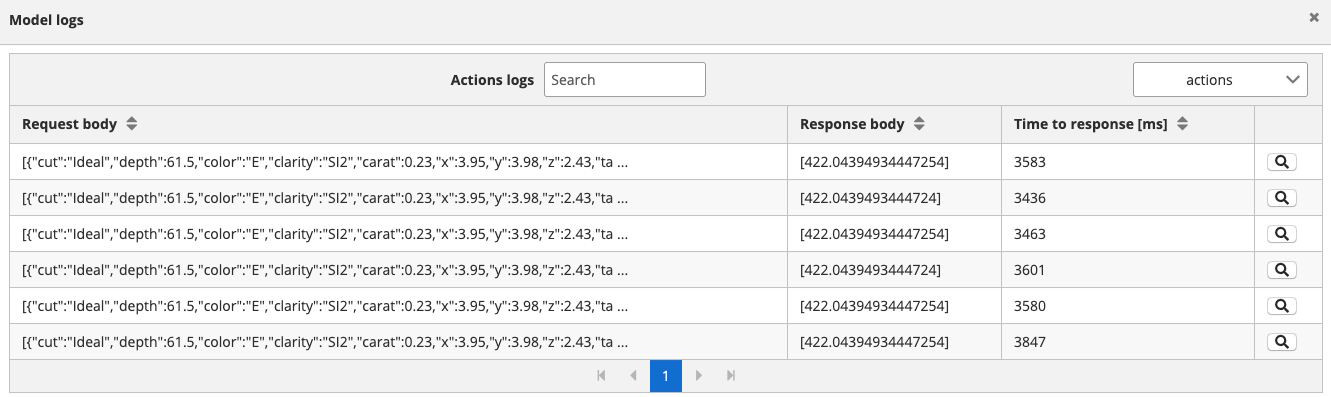 Model logs
Actions logs Search actions
Request body Response body Time to response [ms]
[{"cut":"Ideal","depth":61.5,"color":"E","clarity":"SI2","carat":0.23,"x":3.95,"y":3.98,"z":2.43,"ta ... [422.04394934447254] 3583
[{"cut":"Ideal","depth":61.5,"color":"E","clarity":"SI2","carat":0.23,"x":3.95,"y":3.98,"z":2.43,"ta ... [422.0439493444724] 3436
[{"cut":"Ideal","depth":61.5,"color":"E","clarity":"SI2","carat":0.23,"x":3.95,"y":3.98,"z":2.43,"ta ... [422.04394934447254] 3463
[{"cut":"Ideal","depth":61.5,"color":"E","clarity":"SI2","carat":0.23,"x":3.95,"y":3.98,"z":2.43,"ta ... [422.0439493444724] 3601
[{"cut":"Ideal","depth":61.5,"color":"E","clarity":"SI2","carat":0.23,"x":3.95,"y":3.98,"z":2.43,"ta ... [422.04394934447254] 3580
[{"cut":"Ideal","depth":61.5,"color":"E","clarity":"SI2","carat":0.23,"x":3.95,"y":3.98,"z":2.43,"ta ... [422.04394934447254] 3847
1